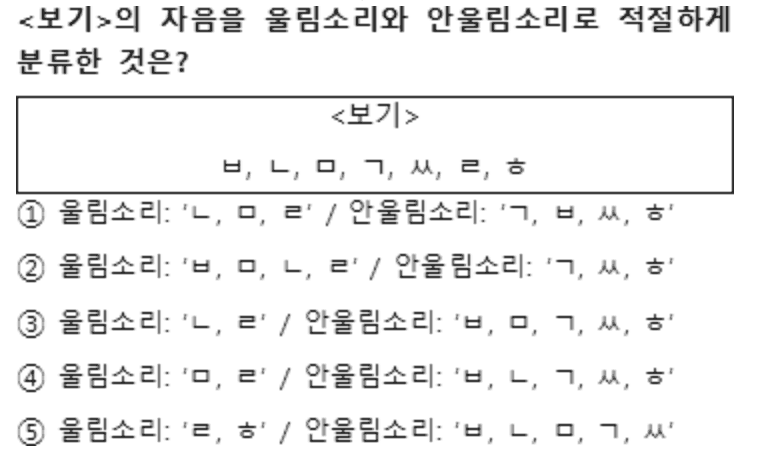 <보기>의 자음을 울림소리와 안울림소리로 적절하게
분류한 것은?
<보기>
ㅂ, ㄴ, ㅁ, ㄱ, ㅆ, ㄹ, ㅎ
① 울림소리: ‘ㄴ, ㅁ, ㄹ’ / 안울림소리: ‘ㄱ, ㅂ, ㅆ, ㅎ’
② 울림소리: ‘ㅂ, ㅁ, ㄴ, ㄹ’ / 안울림소리: ‘ㄱ, ㅆ, ㅎ’
③ 울림소리: ‘ㄴ, ㄹ’ / 안울림소리: ‘ㅂ, ㅁ, ㄱ, ㅆ, ㅎ’
④ 울림소리: ‘ㅁ, ㄹ’ / 안울림소리: ‘ㅂ, ㄴ, ㄱ, ㅆ, ㅎ’
⑤ 울림소리: ‘ㄹ, ㅎ’ / 안울림소리: ‘ㅂ, ㄴ, ㅁ, ㄱ, ㅆ’